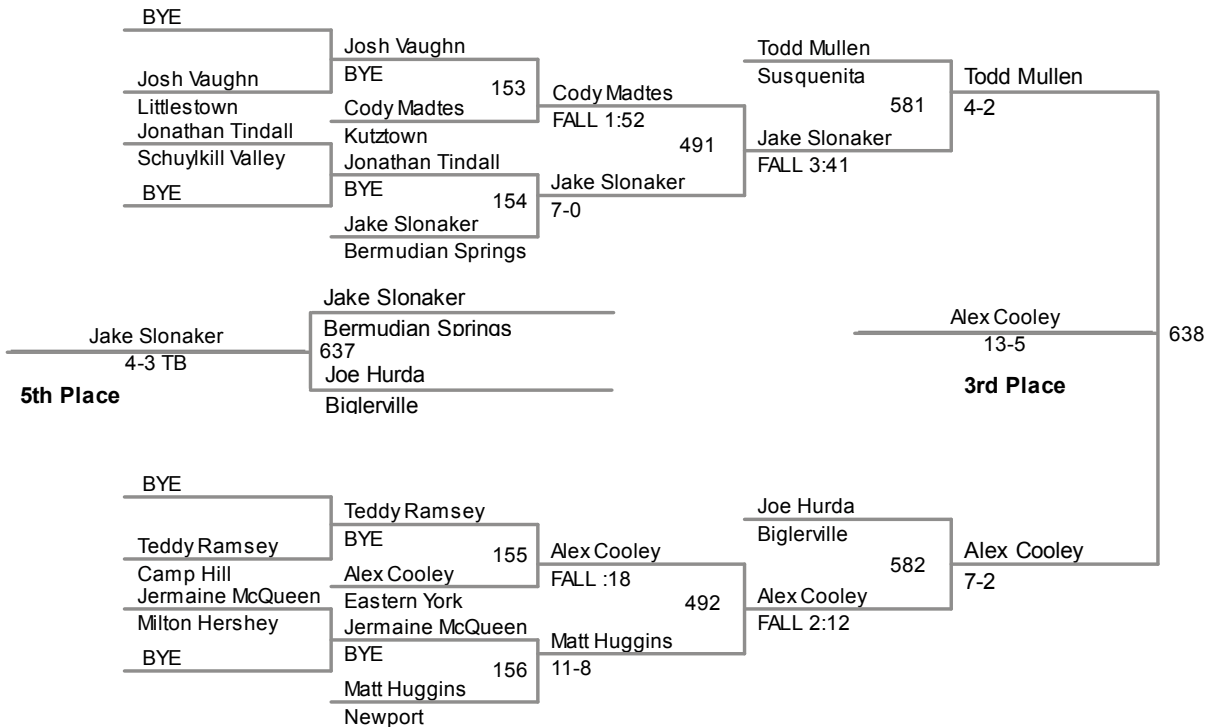 BYE
Josh Vaughn
Littlestown
Jonathan Tindall
Schuylkill Valley
BYE
Josh Vaughn
BYE
153
Cody Madtes
Kutztown
Jonathan Tindall
BYE
154
Jake Slonaker
Bermudian Springs
Cody Madtes
FALL 1:52
491
Jake Slonaker
7-0
Todd Mullen
Susquenita
581
Jake Slonaker
FALL 3:41
Todd Mullen
4-2
Jake Slonaker
4-3 TB
5th Place
Jake Slonaker
Bermudian Springs
637
Joe Hurda
Biglerville
Alex Cooley
13-5
3rd Place
638
BYE
Teddy Ramsey
Camp Hill
Jermaine McQueen
Milton Hershey
BYE
Teddy Ramsey
BYE
155
Alex Cooley
Eastern York
Jermaine McQueen
BYE
156
Matt Huggins
Newport
Alex Cooley
FALL :18
492
Matt Huggins
11-8
Joe Hurda
Biglerville
582
Alex Cooley
FALL 2:12
Alex Cooley
7-2